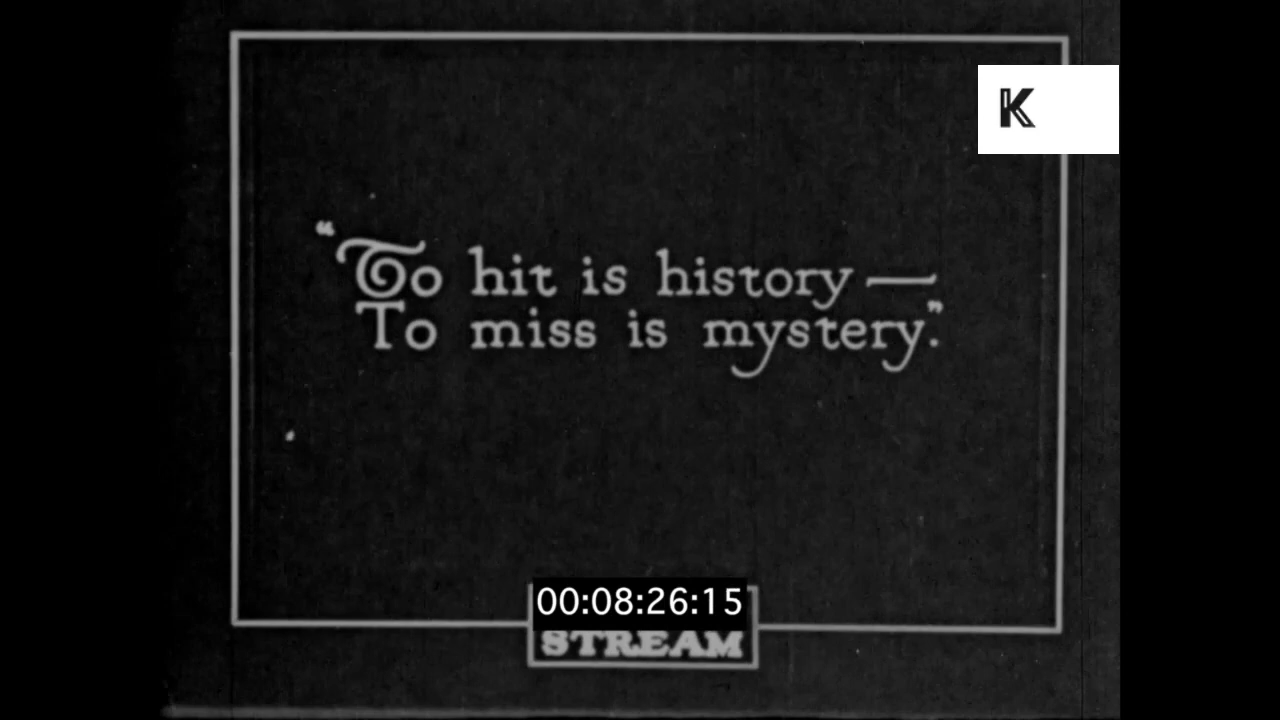 K
“To hit is history —
To miss is mystery.”
00:08:26:15
STREAM